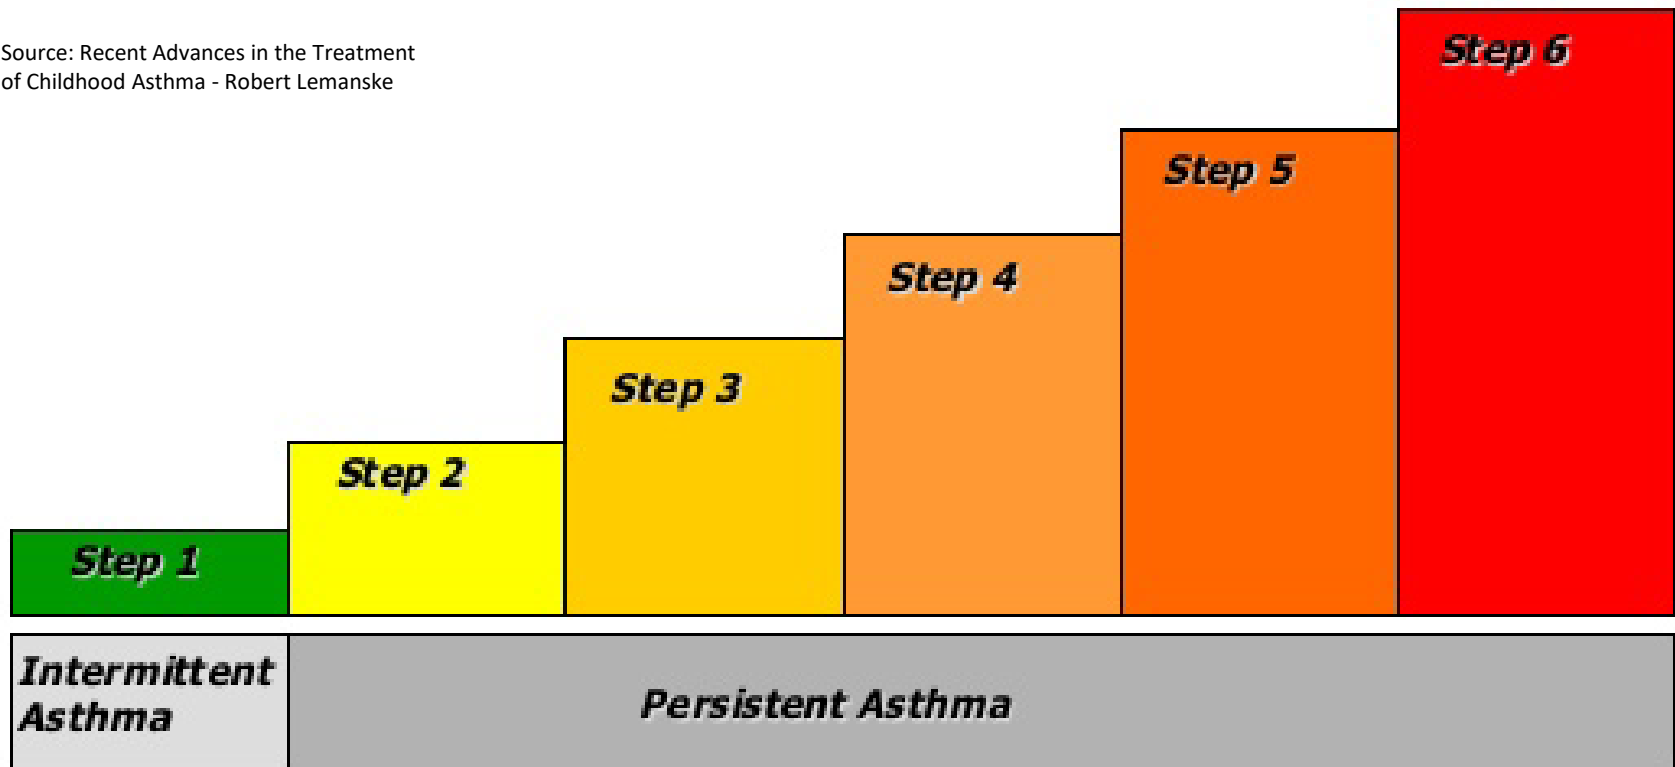 Source: Recent Advances in the Treatment
of Childhood Asthma - Robert Lemanske
Step 6
Step 5
Step 4
Step 3
Step 2
Step 1
Intermittent
Asthma
Persistent Asthma